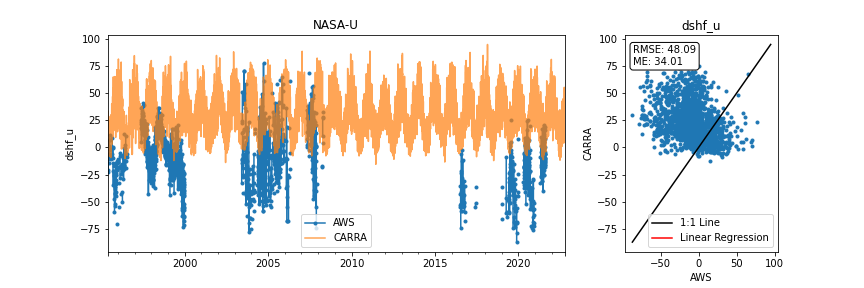 NASA-U
dshf_u
100
75
50
25
0
−25
−50
−75
dshf_u
AWS
CARRA
2000
2005
2010
2015
2020
RMSE: 48.09
ME: 34.01
100
75
50
25
0
−25
−50
−75
CARRA
1:1 Line
Linear Regression
−50
0
50
100
AWS